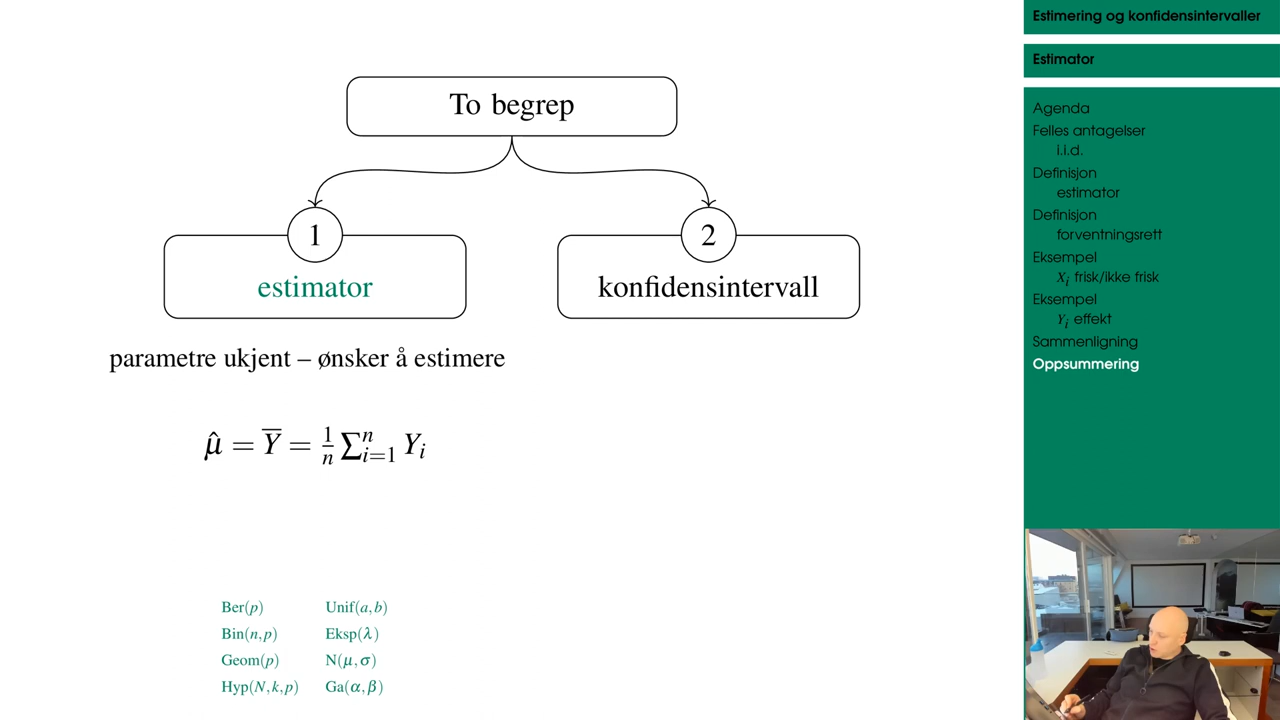 To begrep
1
2
estimator
konfidensintervall
parametre ukjent – ønsker å estimere
μ̂ = Y̅ = 1/n ∑ⁿᵢ₌₁ Yᵢ
Ber(p) Unif(a,b)
Bin(n,p) Eksp(λ)
Geom(p) N(μ,σ)
Hyp(N,k,p) Ga(α,β)
Estimering og konfidensintervaller
Estimator
Agenda
Felles antagelser
i.i.d.
Definisjon
estimator
Definisjon
forventningsrett
Eksempel
Xᵢ frisk/ikke frisk
Eksempel
Yᵢ effekt
Sammenligning
Oppsummering